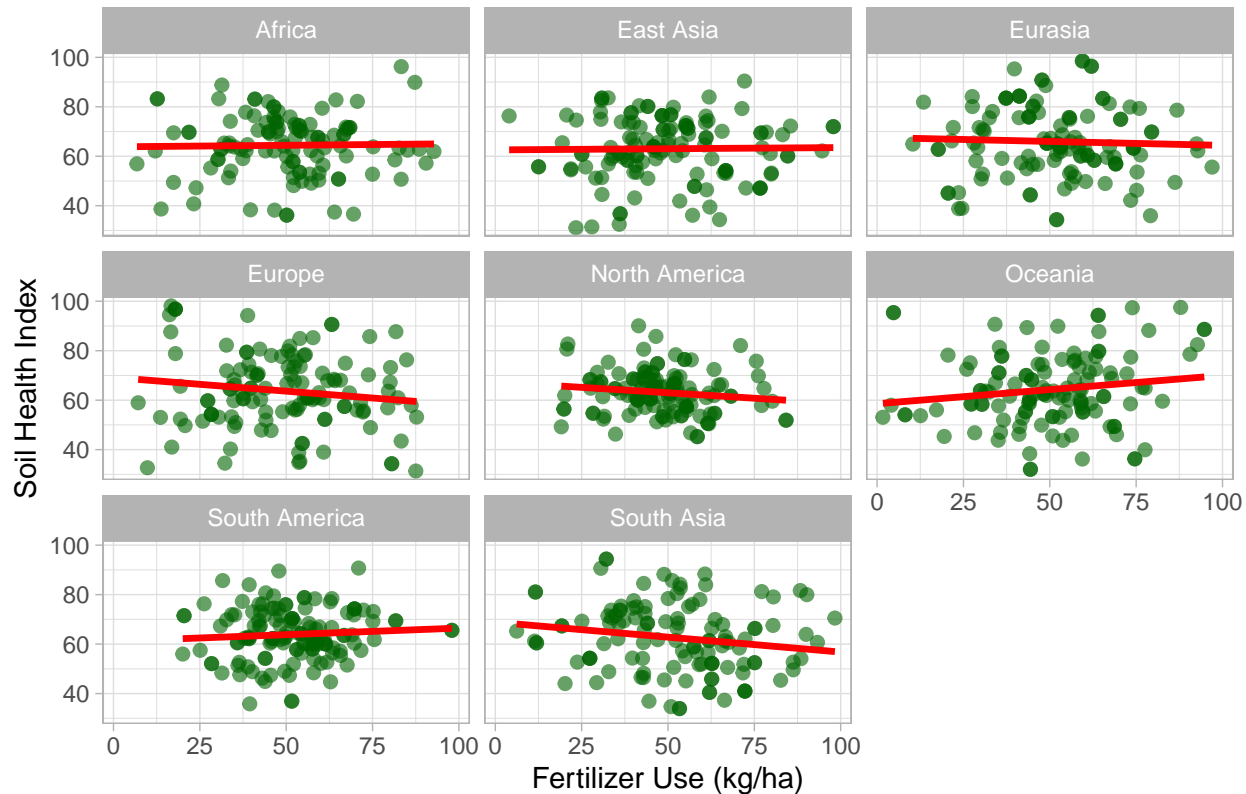 Africa
East Asia
Eurasia
100
80
60
40
Europe
North America
Oceania
100
80
60
40
0
25
50
75
100
South America
South Asia
100
80
60
40
0
25
50
75
100
0
25
50
75
100
Soil Health Index
Fertilizer Use (kg/ha)